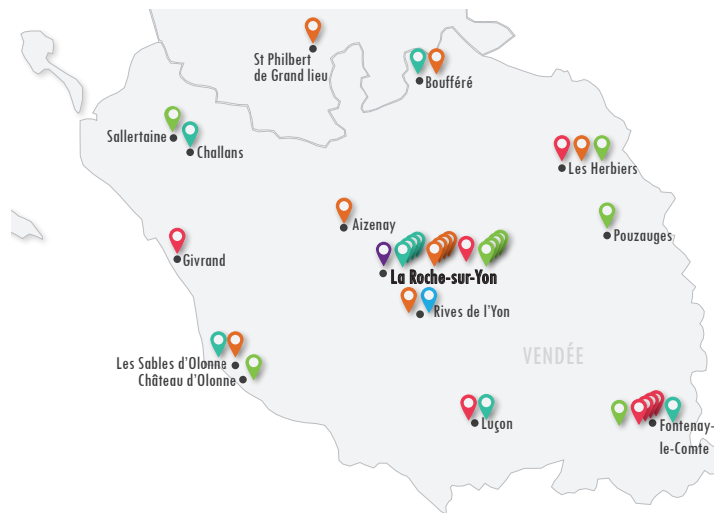 St Philbert
de Grand lieu
Boufféré
Sallertaine
Challans
Les Herbiers
Aizenay
Pouzauges
Givrand
La Roche-sur-Yon
Rives de l'Yon
VENDÉE
Les Sables d'Olonne
Château d'Olonne
Luçon
Fontenay-
le-Comte